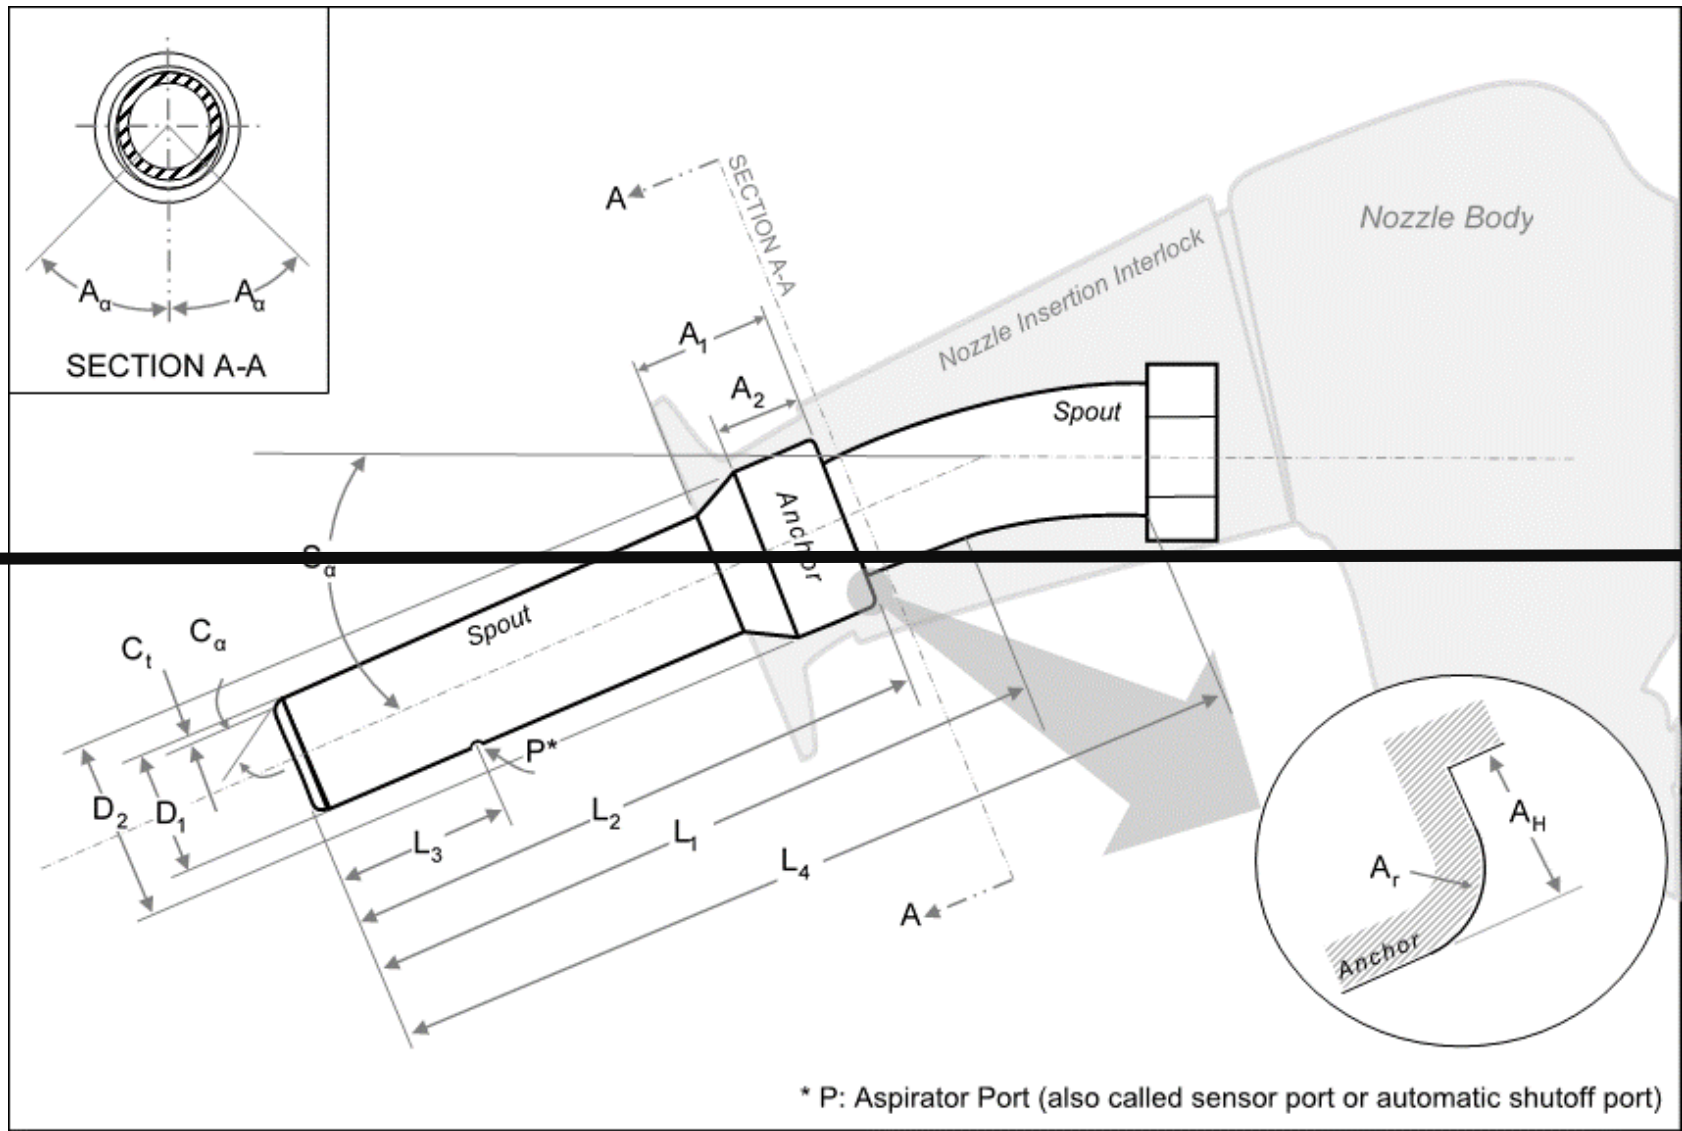 A
SECTION A-A
Nozzle Body
Nozzle Insertion Interlock
Aα
Aα
SECTION A-A
A₁
A₂
Spout
Anchor
Cα
Spout
Cα
Cₜ
P*
D₂
D₁
L₃
L₂
L₁
L₄
A
A_H
Aᵣ
Anchor
* P: Aspirator Port (also called sensor port or automatic shutoff port)